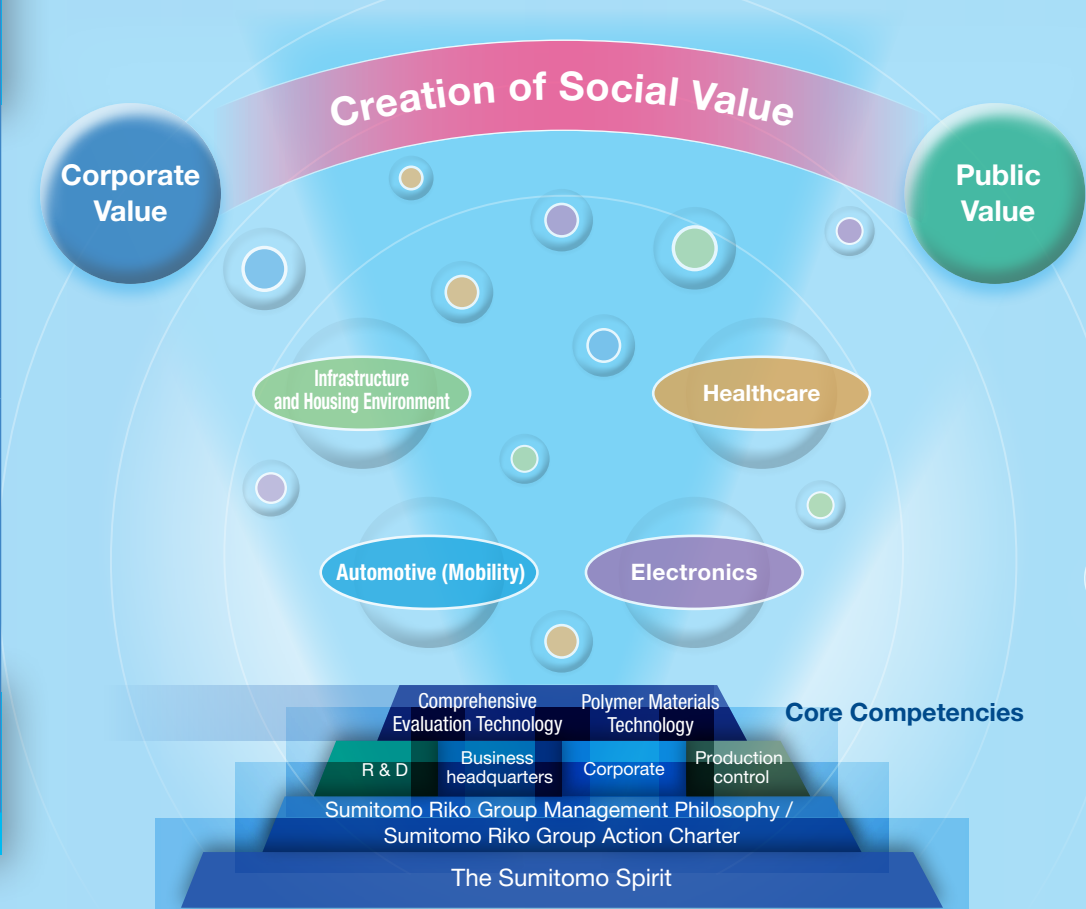 Creation of Social Value
Corporate
Value
Public
Value
Infrastructure
and Housing Environment
Healthcare
Automotive (Mobility)
Electronics
Comprehensive
Evaluation Technology
Polymer Materials
Technology
Core Competencies
R & D
Business
headquarters
Corporate
Production
control
Sumitomo Riko Group Management Philosophy /
Sumitomo Riko Group Action Charter
The Sumitomo Spirit